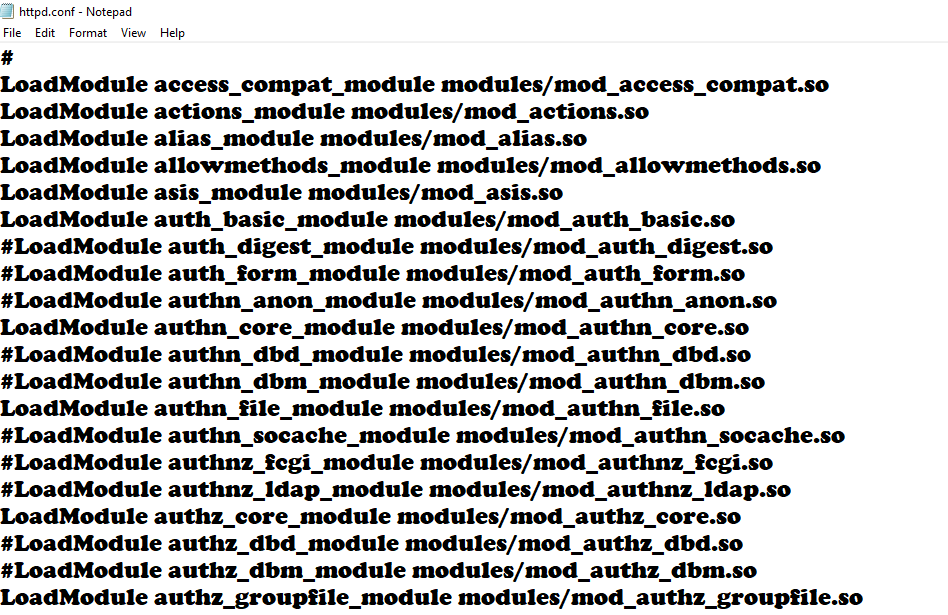 httpd.conf - Notepad
File Edit Format View Help
#
LoadModule access_compat_module modules/mod_access_compat.so
LoadModule actions_module modules/mod_actions.so
LoadModule alias_module modules/mod_alias.so
LoadModule allowmethods_module modules/mod_allowmethods.so
LoadModule asis_module modules/mod_asis.so
LoadModule auth_basic_module modules/mod_auth_basic.so
#LoadModule auth_digest_module modules/mod_auth_digest.so
#LoadModule auth_form_module modules/mod_auth_form.so
#LoadModule authn_anon_module modules/mod_authn_anon.so
LoadModule authn_core_module modules/mod_authn_core.so
#LoadModule authn_dbd_module modules/mod_authn_dbd.so
#LoadModule authn_dbm_module modules/mod_authn_dbm.so
LoadModule authn_file_module modules/mod_authn_file.so
#LoadModule authn_socache_module modules/mod_authn_socache.so
#LoadModule authnz_fcgi_module modules/mod_authnz_fcgi.so
#LoadModule authnz_ldap_module modules/mod_authnz_ldap.so
LoadModule authz_core_module modules/mod_authz_core.so
#LoadModule authz_dbd_module modules/mod_authz_dbd.so
#LoadModule authz_dbm_module modules/mod_authz_dbm.so
LoadModule authz_groupfile_module modules/mod_authz_groupfile.so